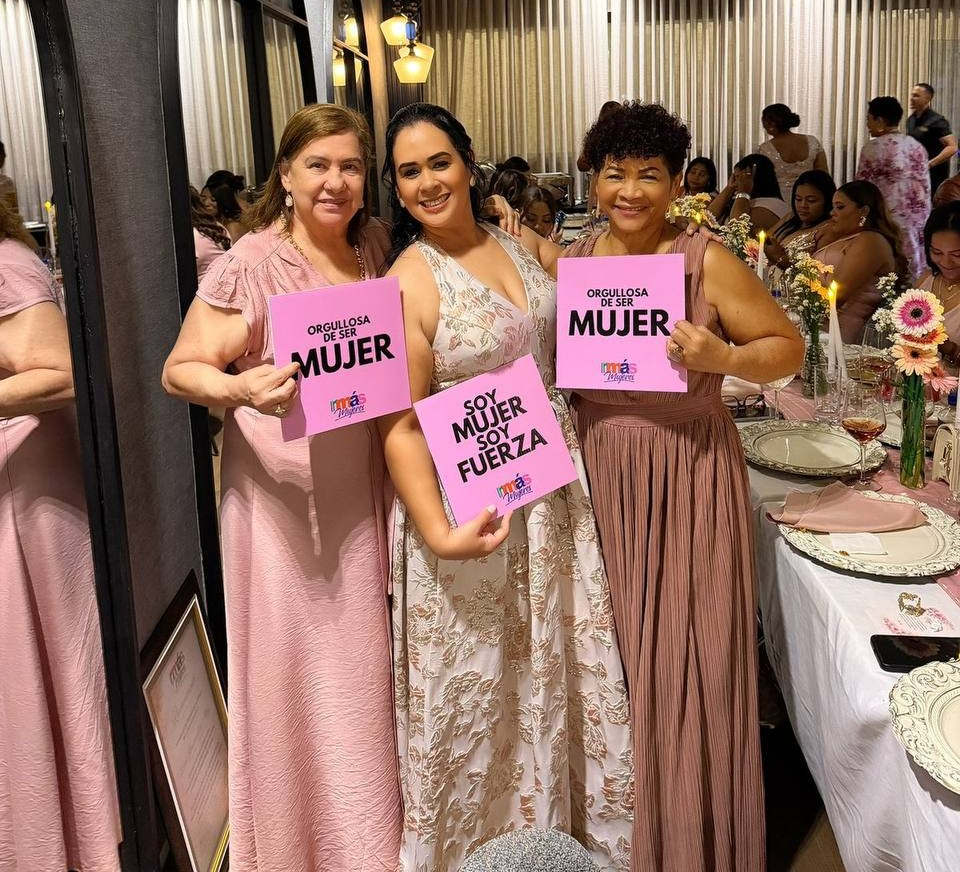 ORGULLOSA
DE SER
MUJER
más
Mujeres
SOY
MUJER
SOY
FUERZA
más
Mujeres
ORGULLOSA
DE SER
MUJER
más
Mujeres